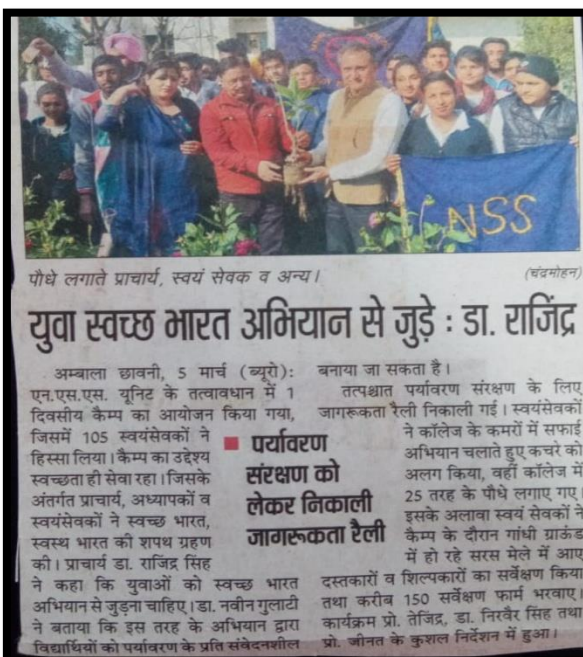 NSS
पौधे लगाते प्राचार्य, स्वयं सेवक व अन्य।
(चंद्रमोहन)
युवा स्वच्छ भारत अभियान से जुड़े : डा. राजिंद्र
अम्बाला छावनी, 5 मार्च (ब्यूरो):
एन.एस.एस. यूनिट के तत्वावधान में 1
दिवसीय कैम्प का आयोजन किया गया,
जिसमें 105 स्वयंसेवकों ने
हिस्सा लिया। कैम्प का उद्देश्य
स्वच्छता ही सेवा रहा। जिसके
अंतर्गत प्राचार्य, अध्यापकों व
स्वयंसेवकों ने स्वच्छ भारत,
स्वस्थ भारत की शपथ ग्रहण
की। प्राचार्य डा. राजिंद्र सिंह
ने कहा कि युवाओं को स्वच्छ भारत
अभियान से जुड़ना चाहिए। डा. नवीन गुलाटी
ने बताया कि इस तरह के अभियान द्वारा
विद्यार्थियों को पर्यावरण के प्रति संवेदनशील
पर्यावरण
संरक्षण को
लेकर निकाली
जागरूकता रैली
बनाया जा सकता है।
तत्पश्चात पर्यावरण संरक्षण के लिए
जागरूकता रैली निकाली गई। स्वयंसेवकों
ने कॉलेज के कमरों में सफाई
अभियान चलाते हुए कचरे को
अलग किया, वहीं कॉलेज में
25 तरह के पौधे लगाए गए।
इसके अलावा स्वयं सेवकों ने
कैम्प के दौरान गांधी ग्राऊंड
में हो रहे सरस मेले में आए
दस्तकारों व शिल्पकारों का सर्वेक्षण किया
तथा करीब 150 सर्वेक्षण फार्म भरवाए।
कार्यक्रम प्रो. तेजिंद्र, डा. निरवैर सिंह तथा
प्रो. जीनत के कुशल निर्देशन में हुआ।